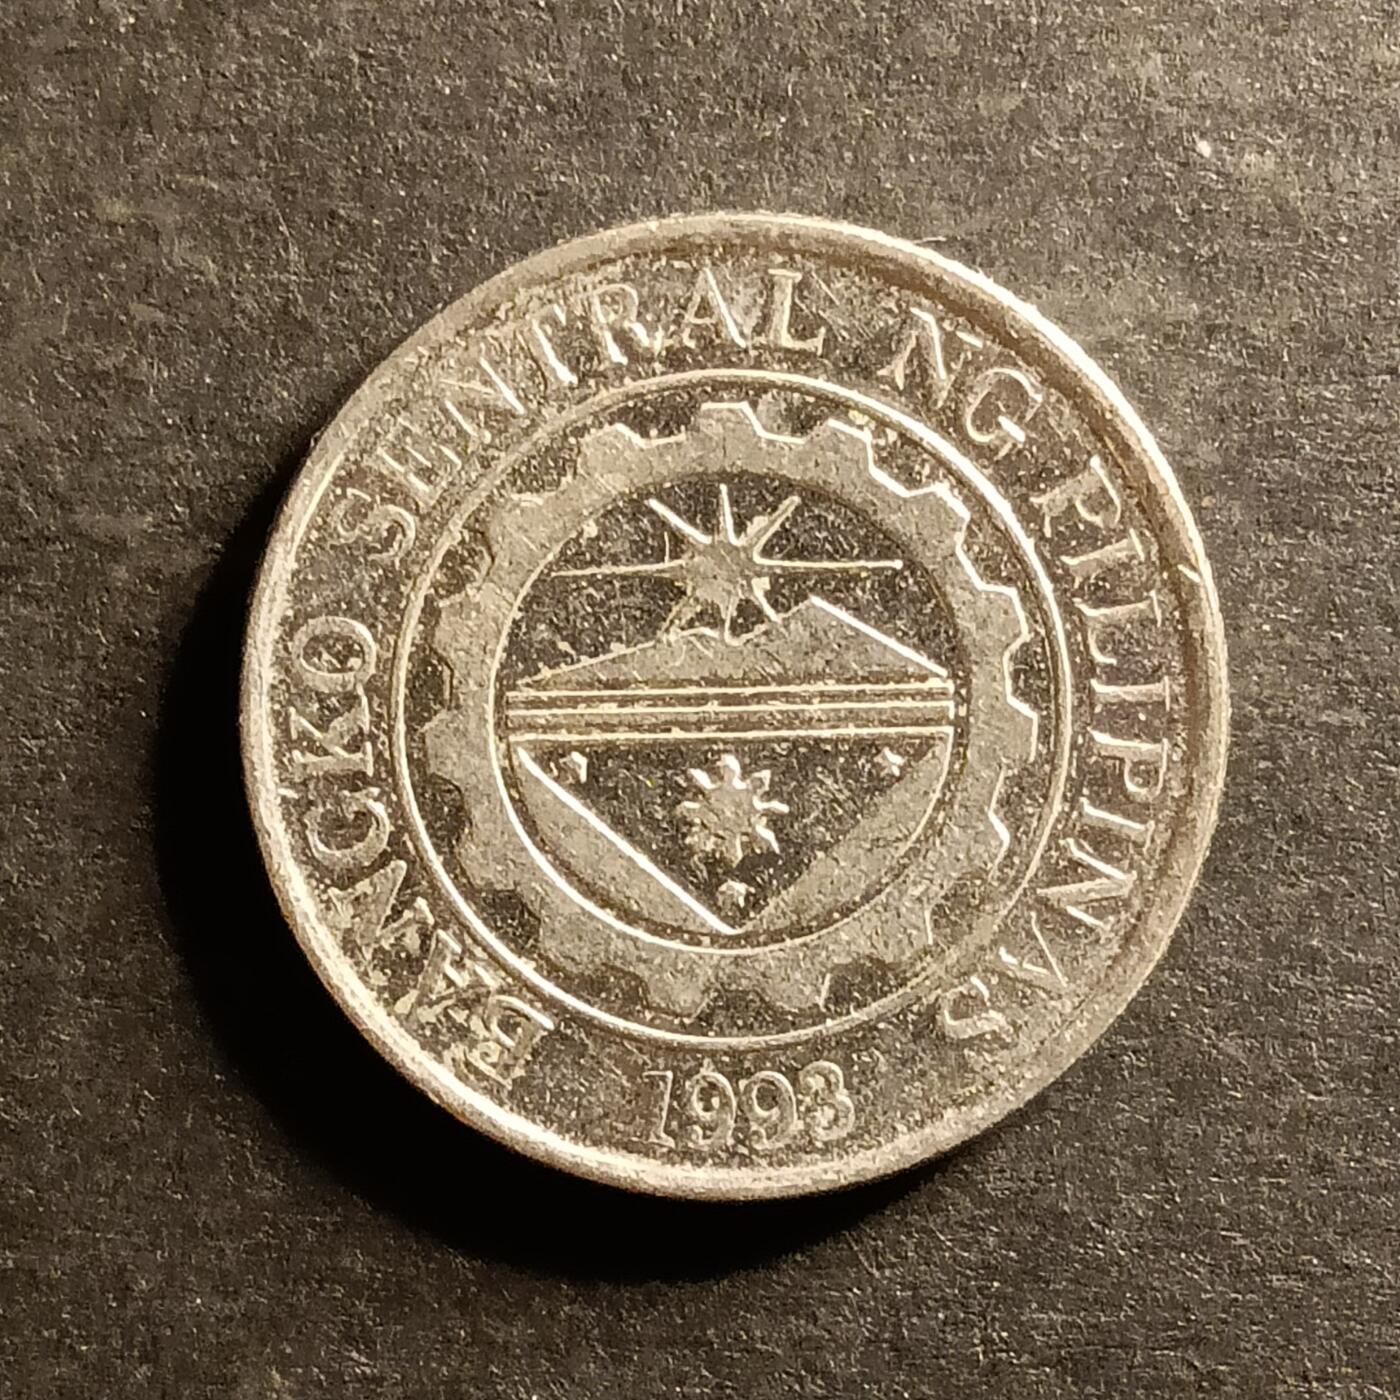 BANGKO SENTRAL NG PILIPINAS
1993